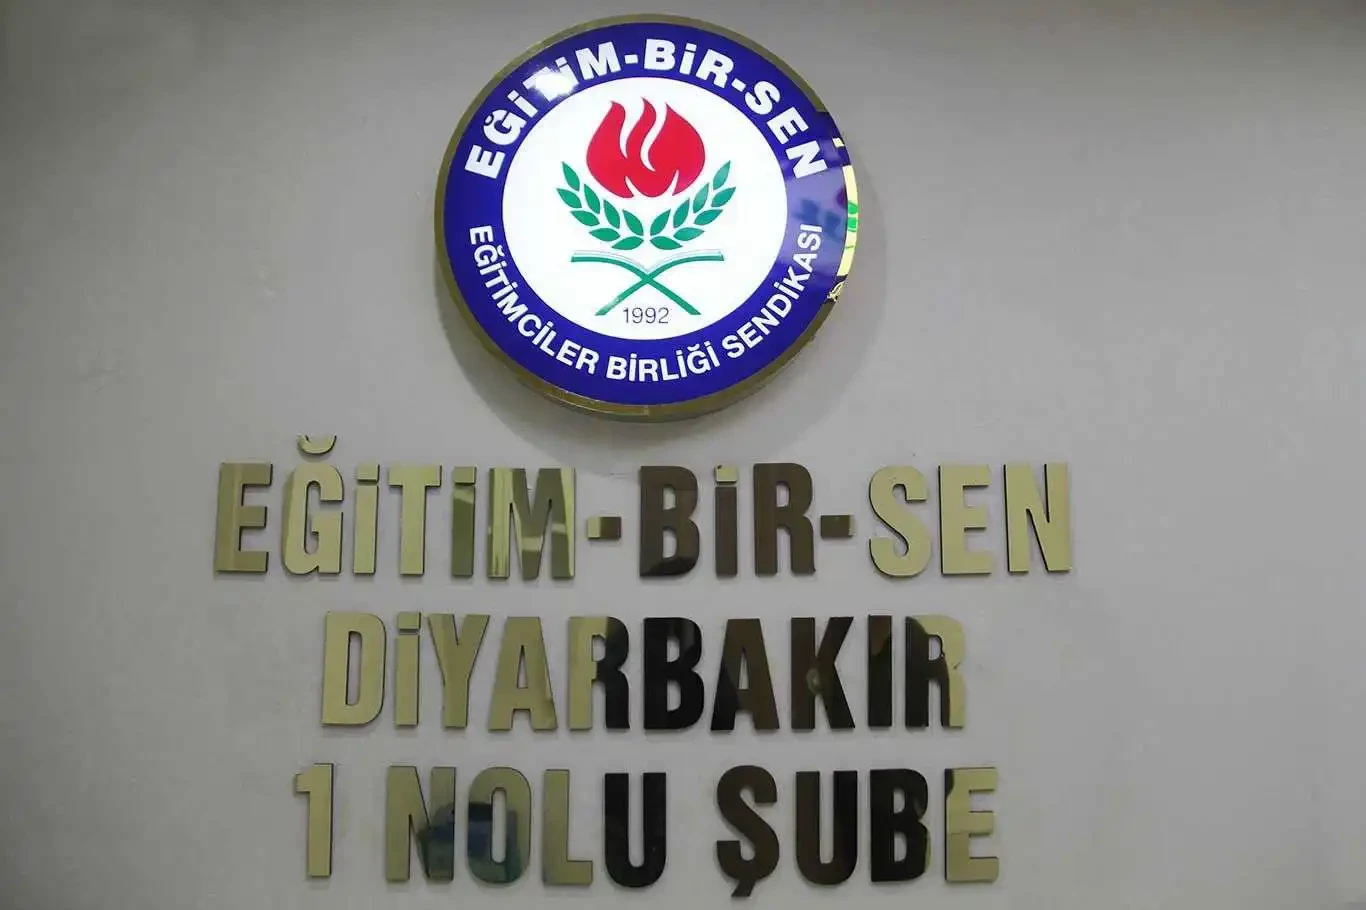 EĞİTİM-BİR-SEN
EĞİTİMCİLER BİRLİĞİ SENDİKASI
1992
EĞİTİM-BİR-SEN
DİYARBAKIR
1 NOLU ŞUBE